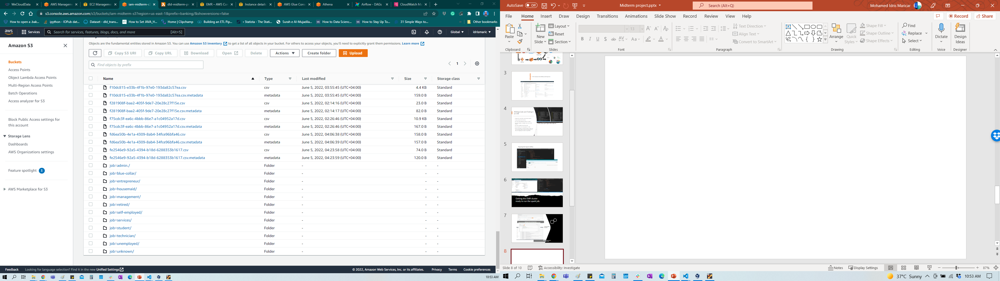 WeCloudData
AWS Manageme
EC2 Managemen
iam-midterm-s3
dld-midterm-pr
EMR – AWS Con
Instance details
AWS Glue Cons
Athena
Airflow - DAGs
CloudWatch Ma
s3.console.aws.amazon.com/s3/buckets/iam-midterm-s3?region=us-east-1&prefix=banking/&showversions=false
How to open a .bak...
ipython - IOPub dat...
Dataset - dld_trans...
How to Set JAVA_H...
Home | Clipchamp
Building an ETL Pip...
• Statista - The Stati...
Surah e Al-Mujadila...
How to Data Scienc...
How to Stay Up To...
31 Simple Ways to...
Other bookmarks
aws
Services
Search for services, features, blogs, docs, and more
[Alt+S]
Global
idrismaric
Amazon S3
Buckets
Access Points
Object Lambda Access Points
Multi-Region Access Points
Batch Operations
Access analyzer for S3
Block Public Access settings for
this account
Storage Lens
Dashboards
AWS Organizations settings
Feature spotlight 3
AWS Marketplace for S3
Objects are the fundamental entities stored in Amazon S3. You can use Amazon S3 inventory to get a list of all objects in your bucket. For others to access your objects, you'll need to explicitly grant them permissions. Learn more
Copy S3 URI
Copy URL
Download
Open
Delete
Actions
Create folder
Upload
Find objects by prefix
1
Name Type Last modified Size Storage class
f10dc815-e33b-4f1b-97e0-193da82c57ea.csv csv June 5, 2022, 03:55:45 (UTC+04:00) 4.4 KB Standard
f10dc815-e33b-4f1b-97e0-193da82c57ea.csv.metadata metadata June 5, 2022, 03:55:45 (UTC+04:00) 159.0 B Standard
f281908f-baa2-405f-9de7-20e28c27f15e.csv csv June 5, 2022, 02:14:16 (UTC+04:00) 23.0 B Standard
f281908f-baa2-405f-9de7-20e28c27f15e.csv.metadata metadata June 5, 2022, 02:14:17 (UTC+04:00) 82.0 B Standard
f75cdc3f-ea6c-4bbb-86e7-a1c04952a17d.csv csv June 5, 2022, 02:26:46 (UTC+04:00) 10.9 KB Standard
f75cdc3f-ea6c-4bbb-86e7-a1c04952a17d.csv.metadata metadata June 5, 2022, 02:26:46 (UTC+04:00) 167.0 B Standard
fd6ea50b-4e1a-4309-8ab4-34fce96bfa46.csv csv June 5, 2022, 04:06:38 (UTC+04:00) 158.0 B Standard
fd6ea50b-4e1a-4309-8ab4-34fce96bfa46.csv.metadata metadata June 5, 2022, 04:06:39 (UTC+04:00) 157.0 B Standard
fe2546e9-92a5-4394-b18d-6288353b1617.csv csv June 5, 2022, 04:23:58 (UTC+04:00) 74.0 B Standard
fe2546e9-92a5-4394-b18d-6288353b1617.csv.metadata metadata June 5, 2022, 04:23:59 (UTC+04:00) 120.0 B Standard
job=admin./ Folder - - -
job=blue-collar/ Folder - - -
job=entrepreneur/ Folder - - -
job=housemaid/ Folder - - -
job=management/ Folder - - -
job=retired/ Folder - - -
job=self-employed/ Folder - - -
job=services/ Folder - - -
job=student/ Folder - - -
job=technician/ Folder - - -
job=unemployed/ Folder - - -
job=unknown/ Folder - - -
Feedback
Looking for language selection? Find it in the new Unified Settings
© 2022, Amazon Web Services, Inc. or its affiliates.
Privacy
Terms
Cookie preferences
10:53 AM
AutoSave Off
Midterm project.pptx
Search (Alt+Q)
Mohamed Idris Maricar
File Home Insert Draw Design Transitions Animations Slide Show Record Review View Help
Record
Share
Paste
Clipboard
New
Slide
Layout
Reset
Section
Slides
13
B I U S ab AV Aa A
Font
Text Direction
Align Text
Convert to SmartArt
Paragraph
Arrange
Quick
Styles
Shape Fill
Shape Outline
Shape Effects
Drawing
Find
Replace
Select
Editing
Dictate
Voice
Design
Ideas
Designer
3
4
Writing Code and Testing it
on VM
5
Preparing the Dag for Airflow
6
Getting the EMR cluster
ready to run the spark job.
7
8
Slide 8 of 10
Accessibility: Investigate
Notes
Display Settings
87%
37°C Sunny
10:53 AM